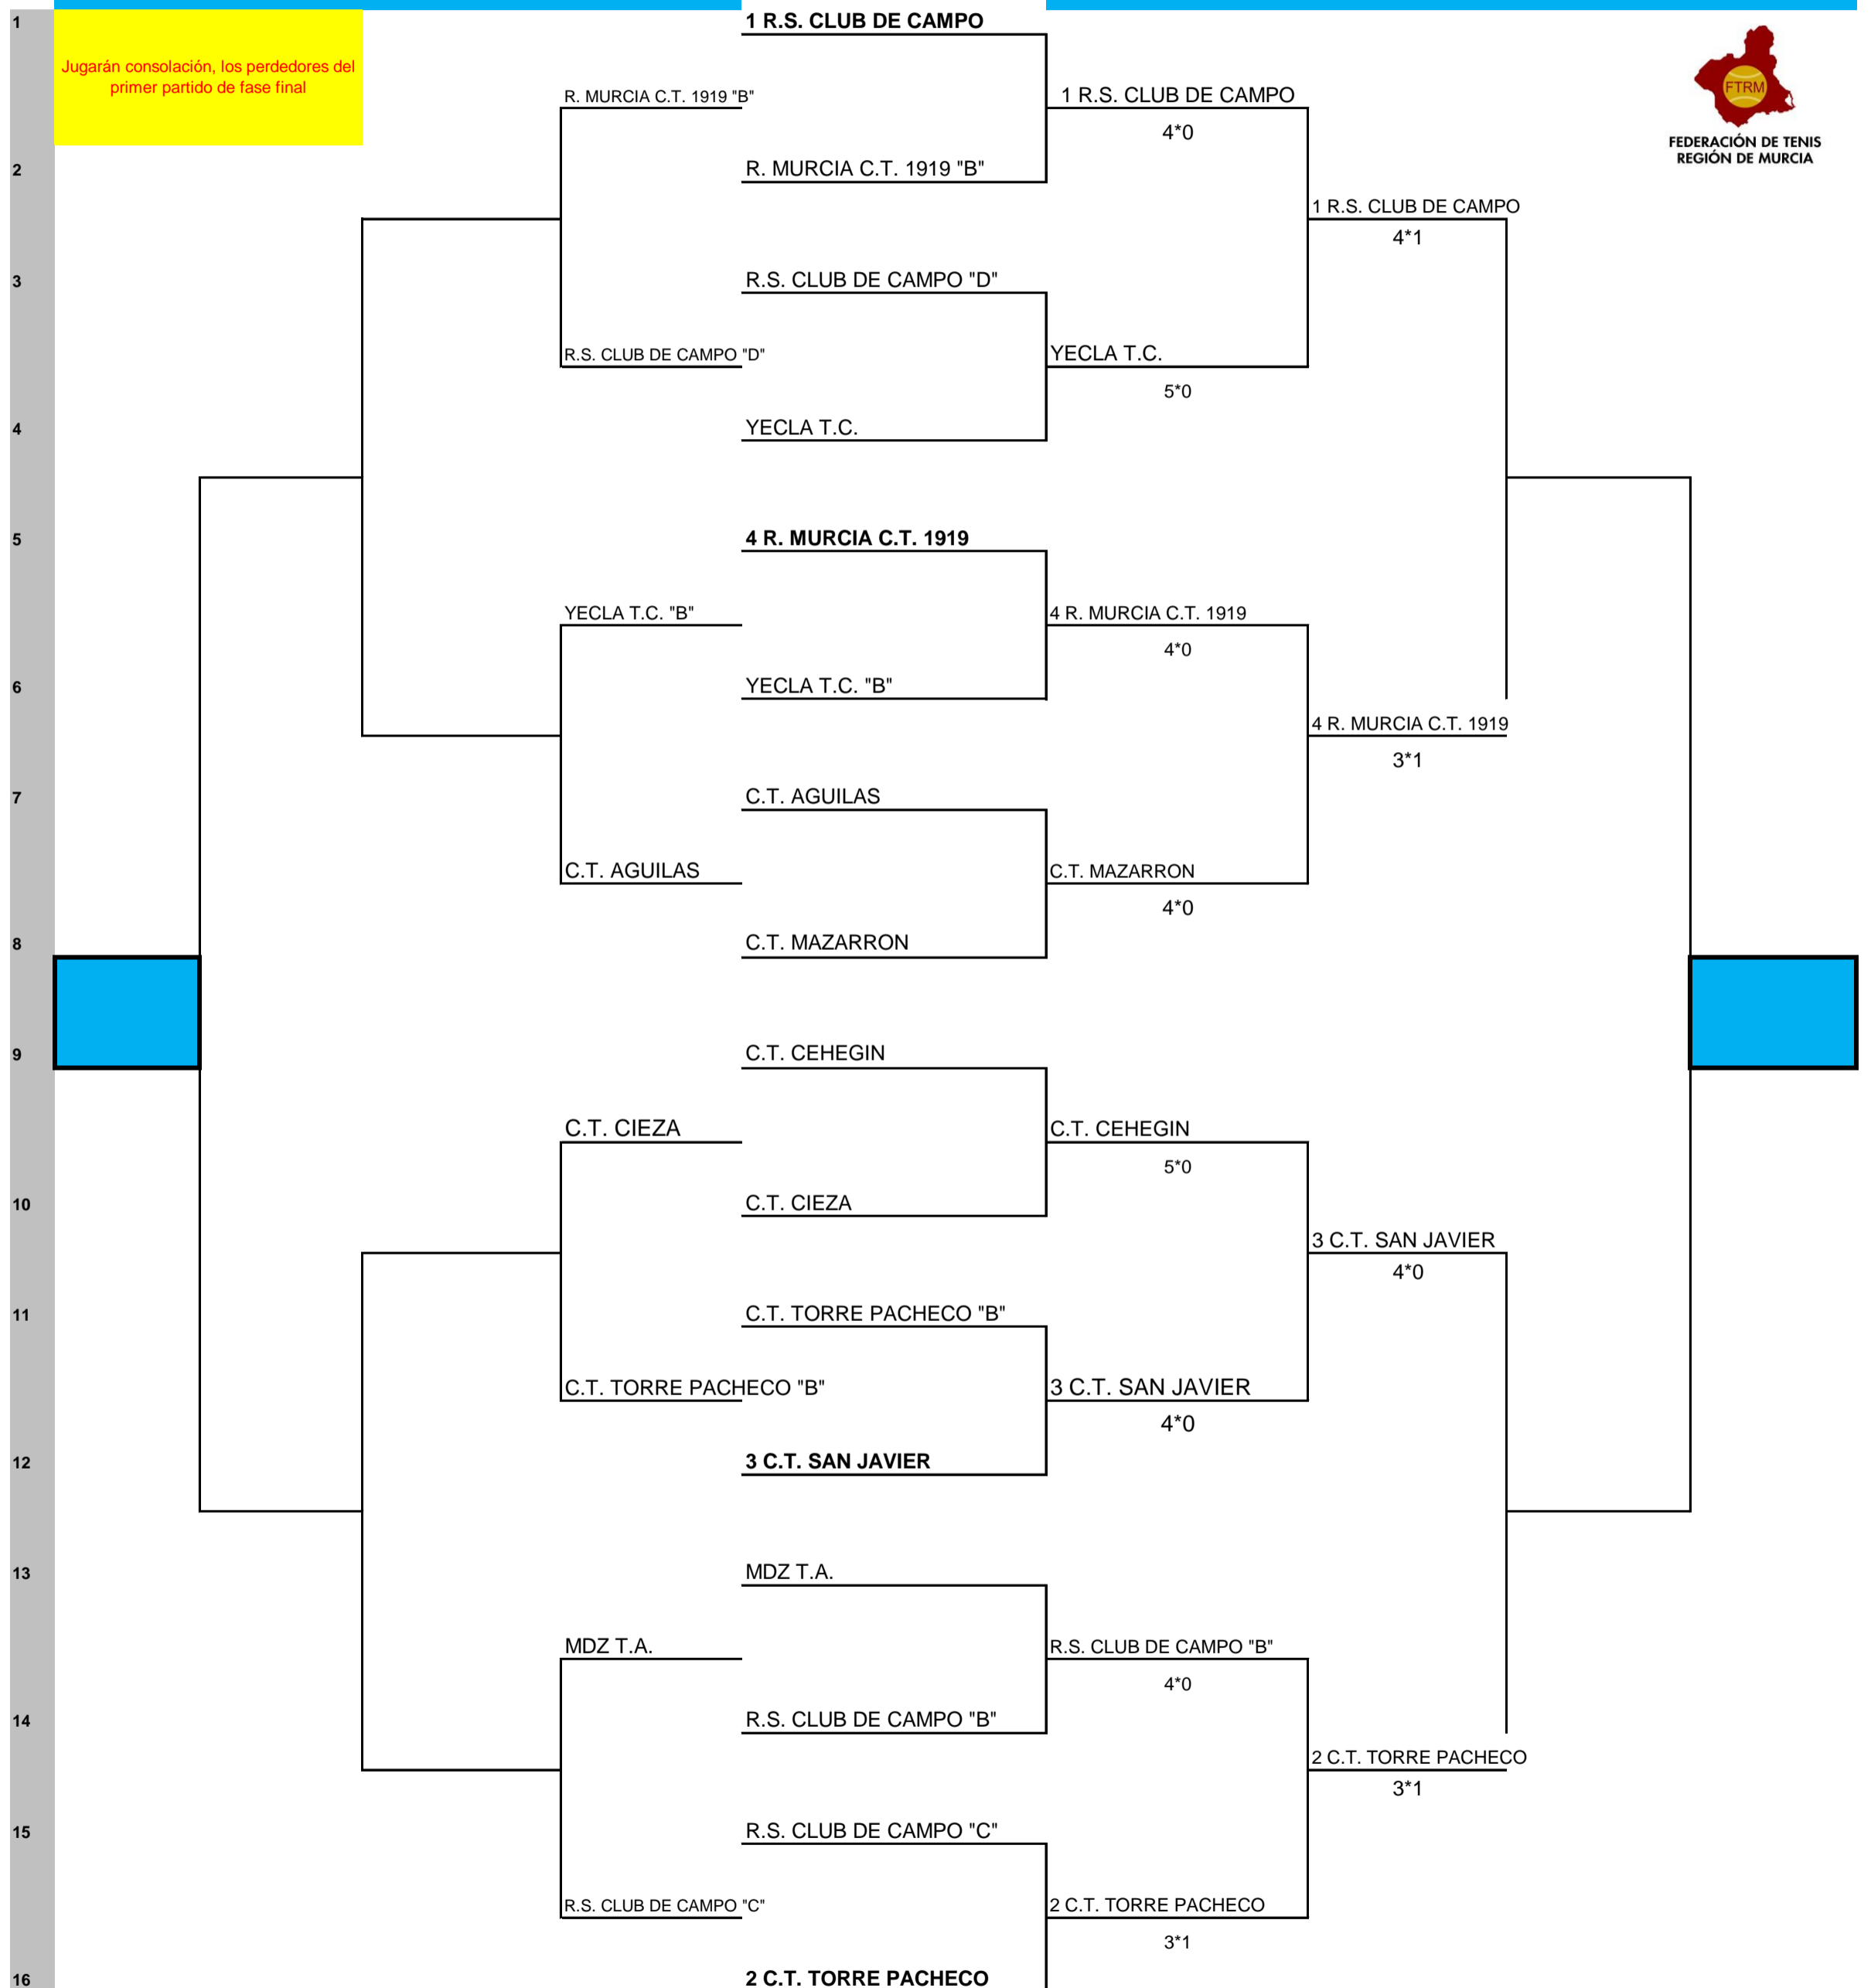 1
1 R.S. CLUB DE CAMPO
Jugarán consolación, los perdedores del
primer partido de fase final
R. MURCIA C.T. 1919 "B"
1 R.S. CLUB DE CAMPO
4*0
FTRM
FEDERACIÓN DE TENIS
REGIÓN DE MURCIA
2
R. MURCIA C.T. 1919 "B"
1 R.S. CLUB DE CAMPO
4*1
3
R.S. CLUB DE CAMPO "D"
R.S. CLUB DE CAMPO "D"
YECLA T.C.
5*0
4
YECLA T.C.
5
4 R. MURCIA C.T. 1919
YECLA T.C. "B"
4 R. MURCIA C.T. 1919
4*0
6
YECLA T.C. "B"
4 R. MURCIA C.T. 1919
3*1
7
C.T. AGUILAS
C.T. AGUILAS
C.T. MAZARRON
4*0
8
C.T. MAZARRON
9
C.T. CEHEGIN
C.T. CIEZA
C.T. CEHEGIN
5*0
10
C.T. CIEZA
3 C.T. SAN JAVIER
4*0
11
C.T. TORRE PACHECO "B"
C.T. TORRE PACHECO "B"
3 C.T. SAN JAVIER
4*0
12
3 C.T. SAN JAVIER
13
MDZ T.A.
MDZ T.A.
R.S. CLUB DE CAMPO "B"
4*0
14
R.S. CLUB DE CAMPO "B"
2 C.T. TORRE PACHECO
3*1
15
R.S. CLUB DE CAMPO "C"
R.S. CLUB DE CAMPO "C"
2 C.T. TORRE PACHECO
3*1
16
2 C.T. TORRE PACHECO